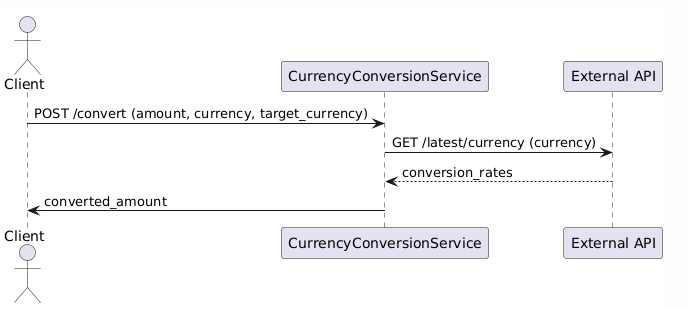 Client
CurrencyConversionService
External API
POST /convert (amount, currency, target_currency)
GET /latest/currency (currency)
conversion_rates
converted_amount
Client
CurrencyConversionService
External API